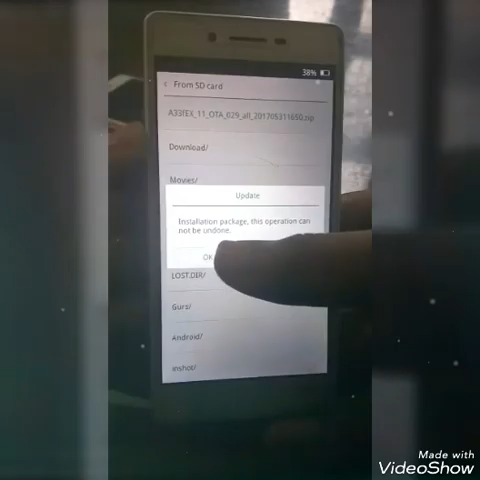 38%
From SD card
A33fEX_11_OTA_029_all_201705311650.zip
Download/
Movies/
Update
Installation package, this operation can
not be undone.
OK
LOST.DIR/
Gurs/
Android/
inshot/
Made with
VideoShow